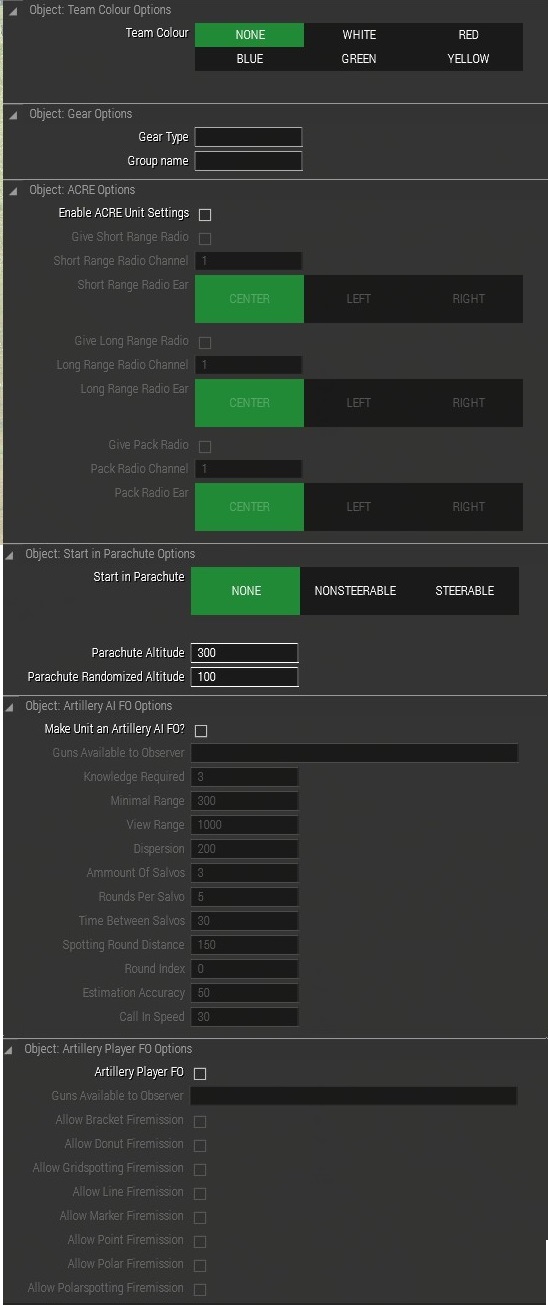 Object: Team Colour Options
Team Colour NONE WHITE RED
BLUE GREEN YELLOW
Object: Gear Options
Gear Type
Group name
Object: ACRE Options
Enable ACRE Unit Settings
Give Short Range Radio
Short Range Radio Channel 1
Short Range Radio Ear
CENTER LEFT RIGHT
Give Long Range Radio
Long Range Radio Channel 1
Long Range Radio Ear
CENTER LEFT RIGHT
Give Pack Radio
Pack Radio Channel 1
Pack Radio Ear
CENTER LEFT RIGHT
Object: Start in Parachute Options
Start in Parachute
NONE NONSTEERABLE STEERABLE
Parachute Altitude 300
Parachute Randomized Altitude 100
Object: Artillery AI FO Options
Make Unit an Artillery AI FO?
Guns Available to Observer
Knowledge Required 3
Minimal Range 300
View Range 1000
Dispersion 200
Ammount Of Salvos 3
Rounds Per Salvo 5
Time Between Salvos 30
Spotting Round Distance 150
Round Index 0
Estimation Accuracy 50
Call In Speed 30
Object: Artillery Player FO Options
Artillery Player FO
Guns Available to Observer
Allow Bracket Firemission
Allow Donut Firemission
Allow Gridspotting Firemission
Allow Line Firemission
Allow Marker Firemission
Allow Point Firemission
Allow Polar Firemission
Allow Polarspotting Firemission